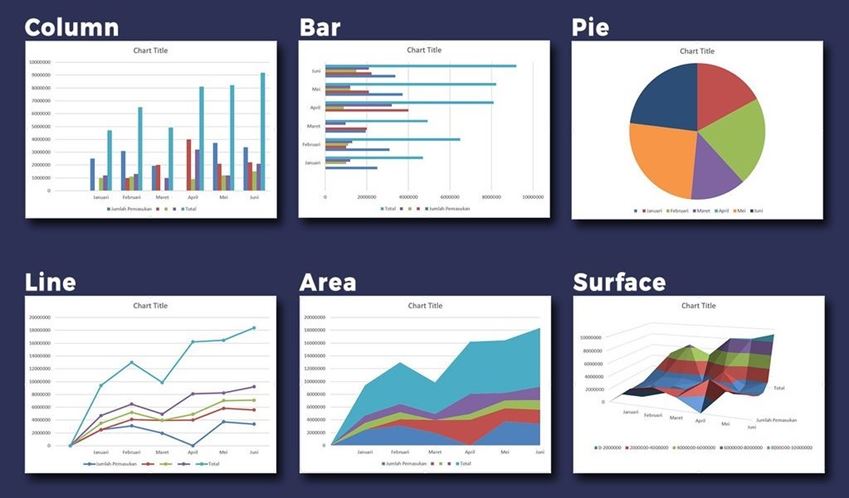 Column
Chart Title
10000000
9000000
8000000
7000000
6000000
5000000
4000000
3000000
2000000
1000000
0
Januari Februari Maret April Mei Juni
Jumlah Pemasukan Total
Bar
Chart Title
Juni
Mei
April
Maret
Februari
Januari
0 2000000 4000000 6000000 8000000 10000000
Total Jumlah Pemasukan
Pie
Chart Title
Januari Februari Maret April Mei Juni
Line
Chart Title
20000000
18000000
16000000
14000000
12000000
10000000
8000000
6000000
4000000
2000000
0
Januari Februari Maret April Mei Juni
Jumlah Pemasukan Total
Area
Chart Title
20000000
18000000
16000000
14000000
12000000
10000000
8000000
6000000
4000000
2000000
0
Januari Februari Maret April Mei Juni
Jumlah Pemasukan Total
Surface
Chart Title
10000000
8000000
6000000
4000000
2000000
0
Januari Februari Maret April Mei Juni
Total
Jumlah Pemasukan
0-2000000 2000000-4000000 4000000-6000000 6000000-8000000 8000000-10000000